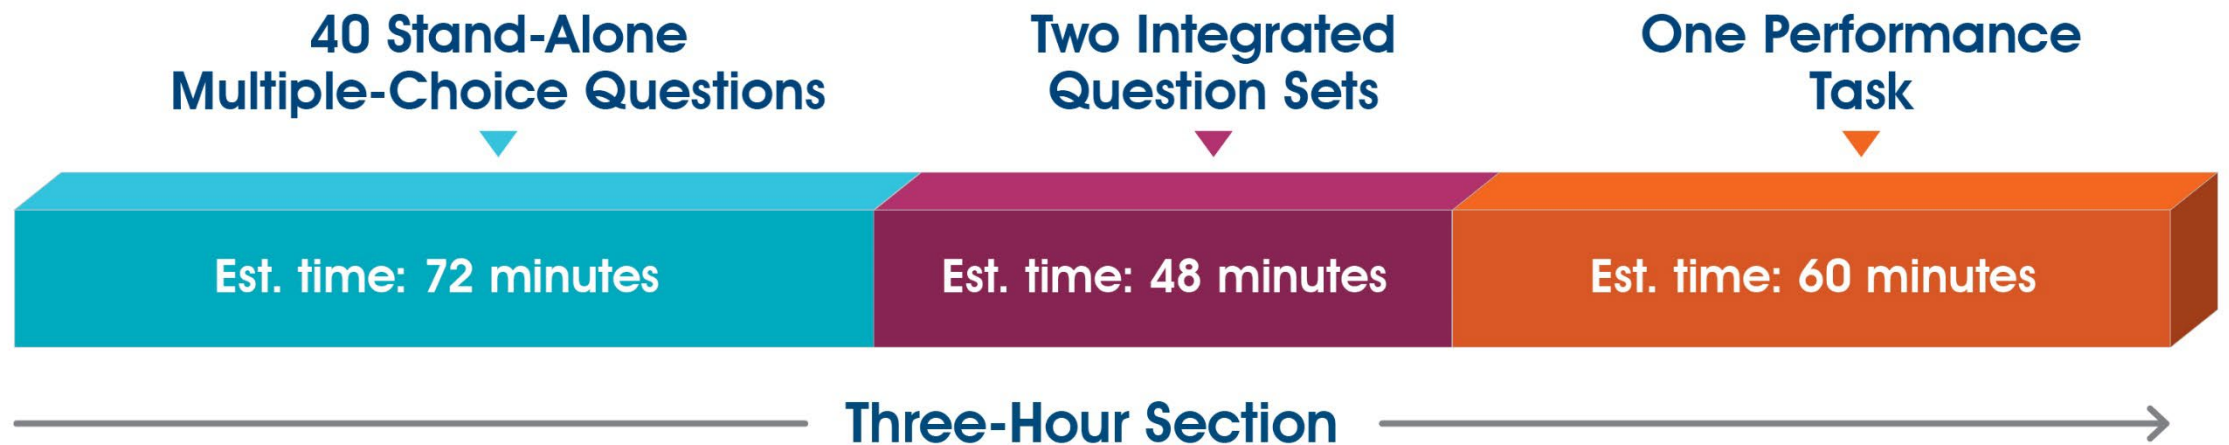 40 Stand-Alone
Multiple-Choice Questions
Two Integrated
Question Sets
One Performance
Task
Est. time: 72 minutes
Est. time: 48 minutes
Est. time: 60 minutes
Three-Hour Section